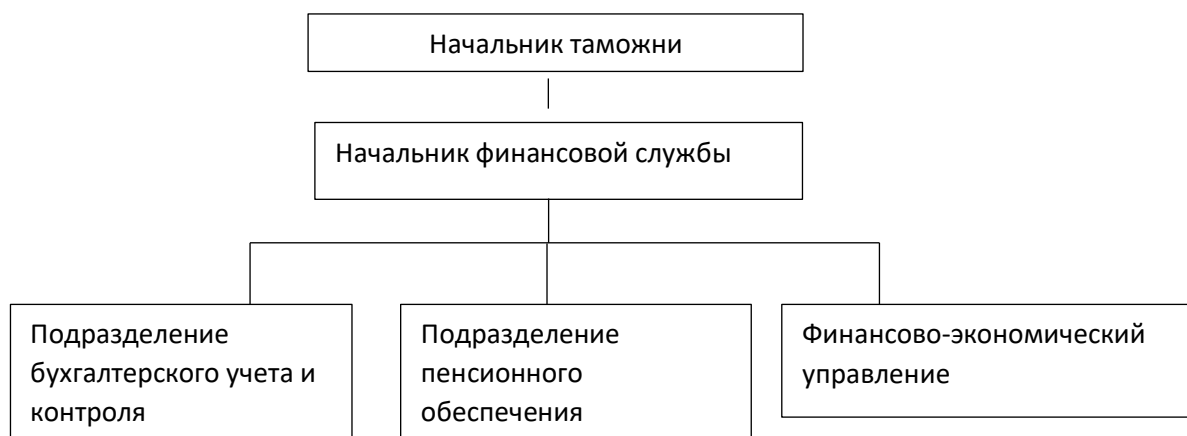 Начальник таможни
Начальник финансовой службы
Подразделение
бухгалтерского учета и
контроля
Подразделение
пенсионного
обеспечения
Финансово-экономический
управление